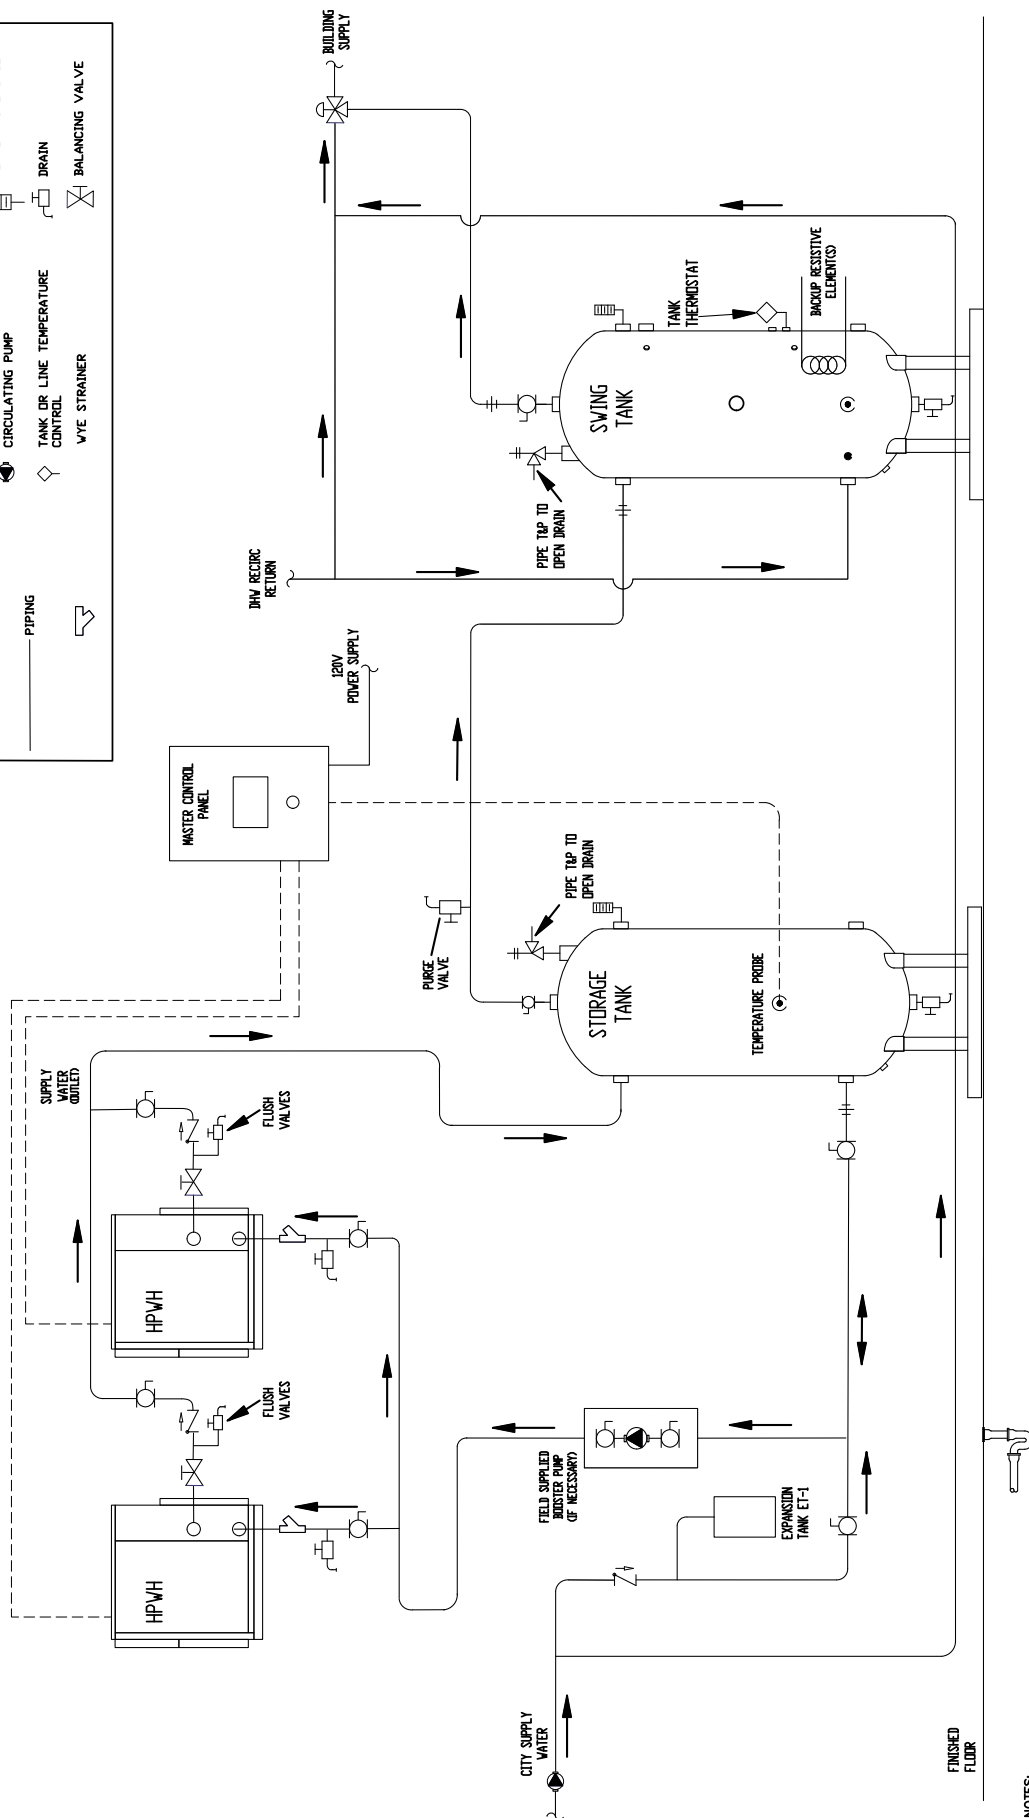 PIPING
CIRCULATING PUMP
TANK OR LINE TEMPERATURE
CONTROL
WYE STRAINER
DRAIN
BALANCING VALVE
HPWH
HPWH
FLUSH
VALVES
FLUSH
VALVES
SUPPLY
WATER
(OUTLET)
MASTER CONTROL
PANEL
120V
POWER SUPPLY
DHW RECIRC
RETURN
BUILDING
SUPPLY
PURGE
VALVE
PIPE T&P TO
OPEN DRAIN
PIPE T&P TO
OPEN DRAIN
STORAGE
TANK
SWING
TANK
TANK
THERMOSTAT
BACKUP RESISTIVE
ELEMENT(S)
TEMPERATURE PROBE
FIELD SUPPLIED
BOOSTER PUMP
(IF NECESSARY)
EXPANSION
TANK ET-1
CITY SUPPLY
WATER
FINISHED
FLOOR
NOTES: